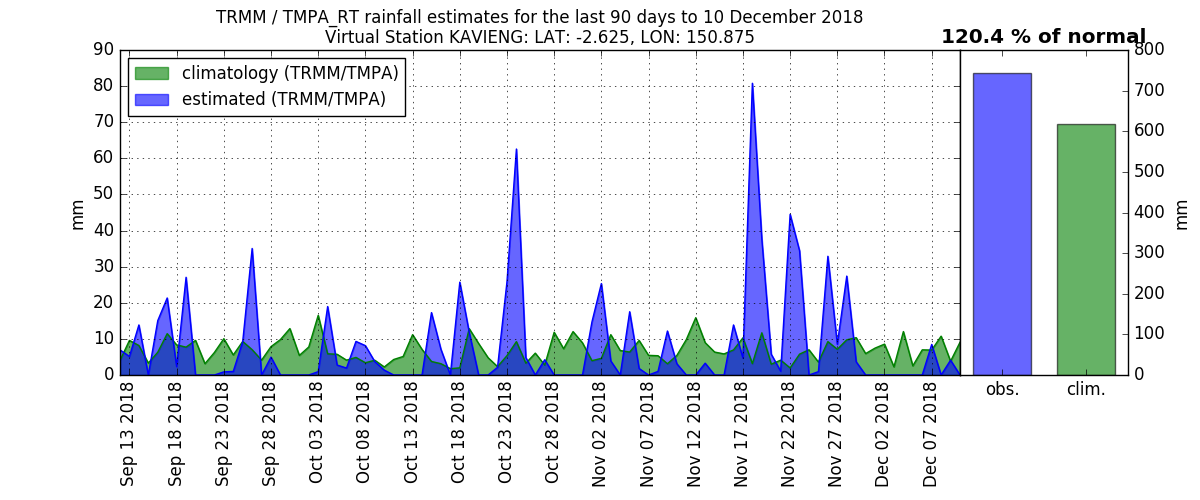 TRMM / TMPA_RT rainfall estimates for the last 90 days to 10 December 2018
Virtual Station KAVIENG: LAT: -2.625, LON: 150.875
120.4 % of normal
climatology (TRMM/TMPA)
estimated (TRMM/TMPA)
90
80
70
60
50
40
30
20
10
0
mm
Sep 13 2018
Sep 18 2018
Sep 23 2018
Sep 28 2018
Oct 03 2018
Oct 08 2018
Oct 13 2018
Oct 18 2018
Oct 23 2018
Oct 28 2018
Nov 02 2018
Nov 07 2018
Nov 12 2018
Nov 17 2018
Nov 22 2018
Nov 27 2018
Dec 02 2018
Dec 07 2018
obs.
clim.
800
700
600
500
400
300
200
100
0
mm